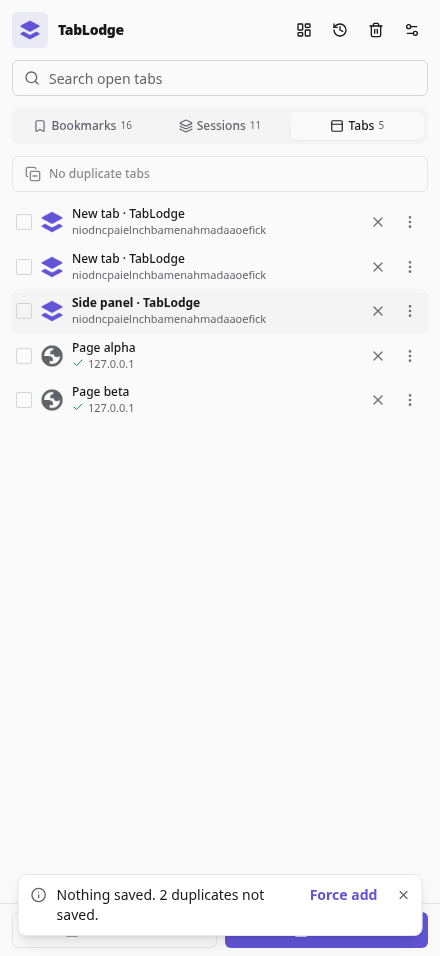 TabLodge
Search open tabs
Bookmarks 16
Sessions 11
Tabs 5
No duplicate tabs
New tab · TabLodge
niodncpaielnchbamenahmadaaoefick
New tab · TabLodge
niodncpaielnchbamenahmadaaoefick
Side panel · TabLodge
niodncpaielnchbamenahmadaaoefick
Page alpha
127.0.0.1
Page beta
127.0.0.1
Nothing saved. 2 duplicates not
saved.
Force add